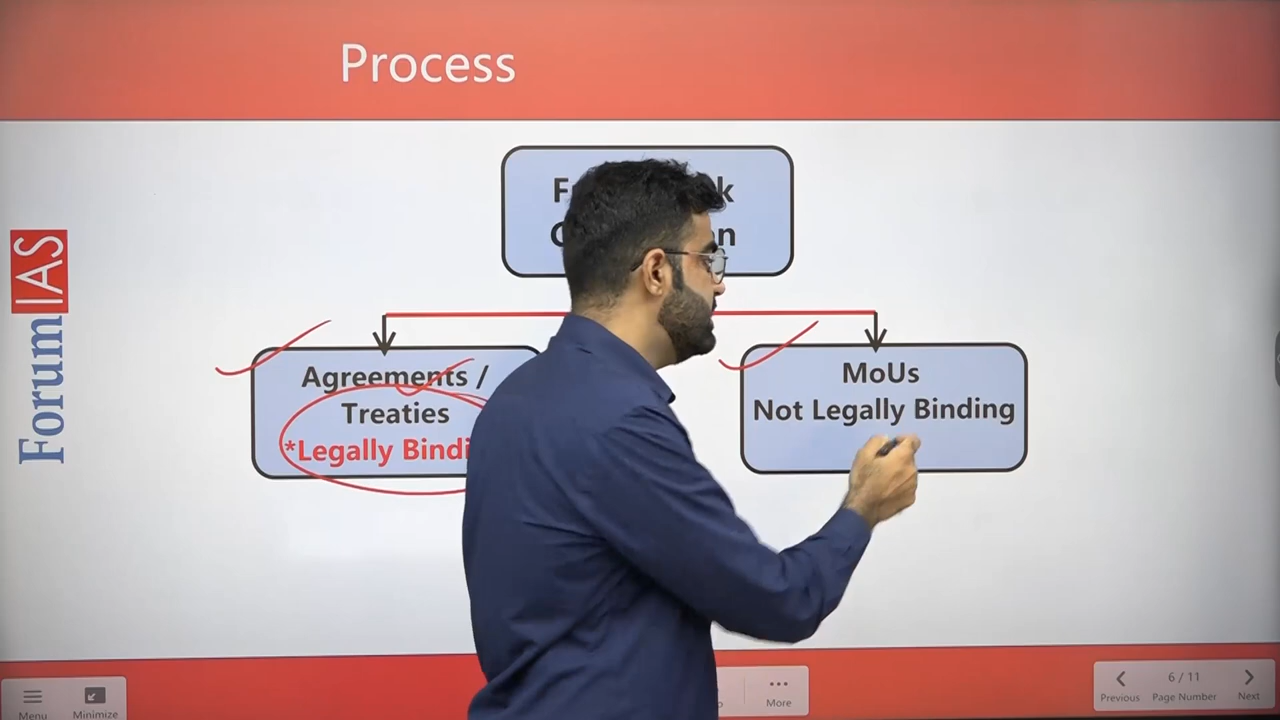 Process
Forum IAS
Agreements /
Treaties
*Legally
MoUs
Not Legally Binding
Menu
Minimize
More
6 / 11
Previous
Page Number
Next